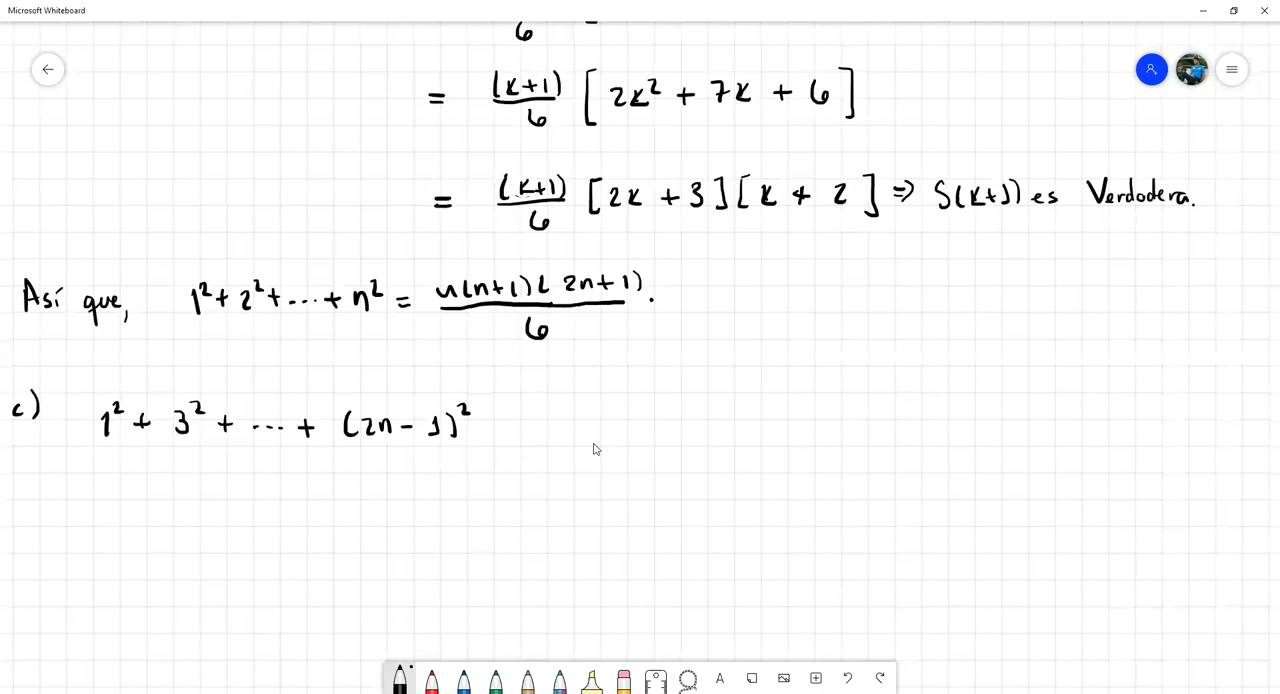 Microsoft Whiteboard
6
= (k+1)/6 [ 2k² + 7k + 6 ]
= (k+1)/6 [ 2k + 3 ] [ k + 2 ] => S(k+1) es Verdadera.
Así que, 1² + 2² + ... + n² = n(n+1)(2n+1)/6.
c) 1² + 3² + ... + (2n - 1)²